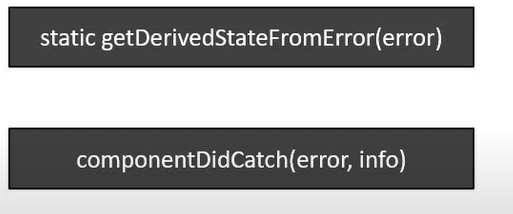 static getDerivedStateFromError(error)
componentDidCatch(error, info)